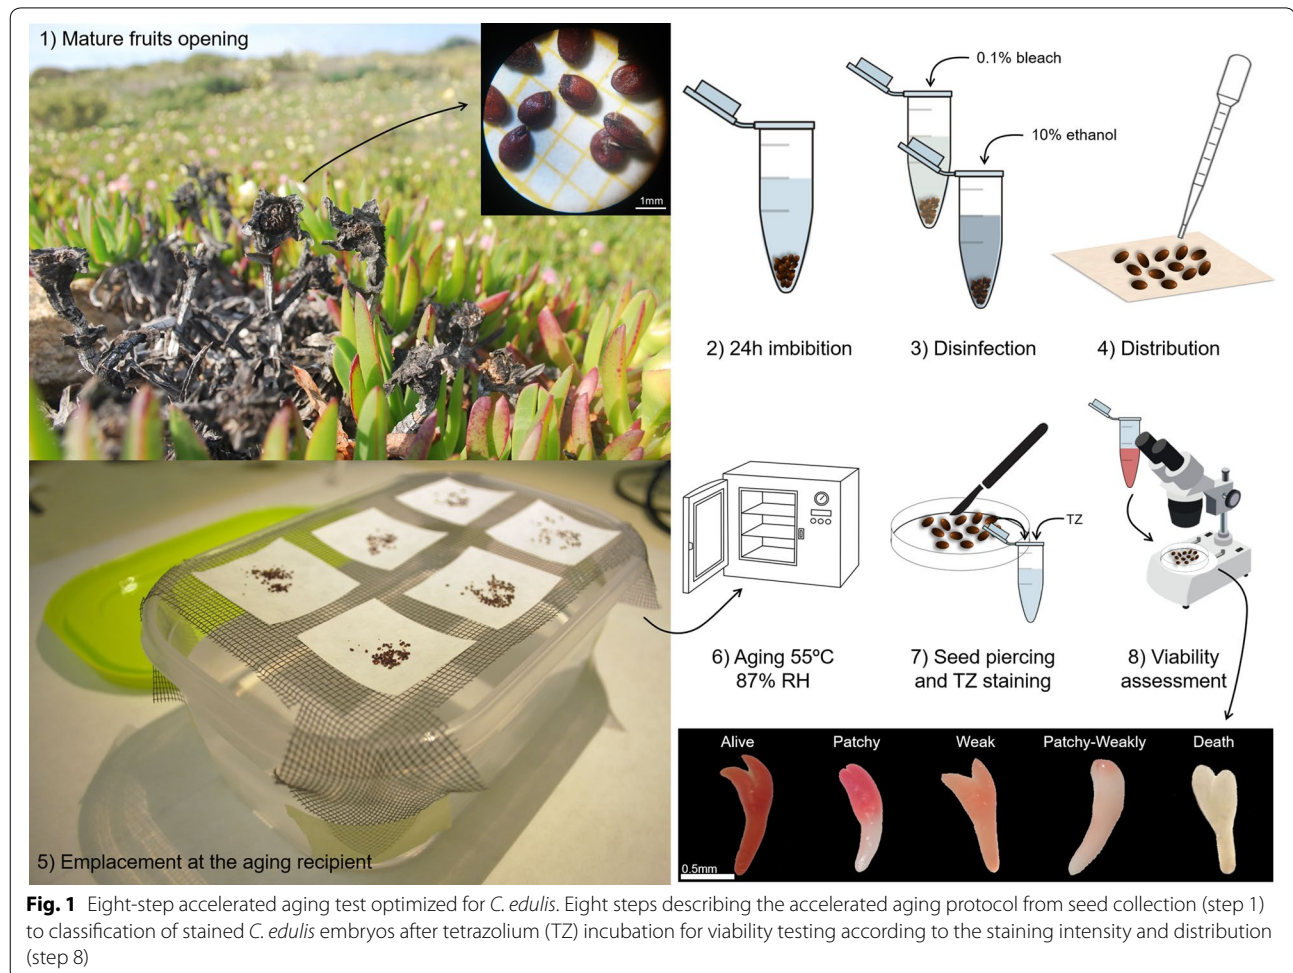 1) Mature fruits opening
1mm
0.1% bleach
10% ethanol
2) 24h imbibition
3) Disinfection
4) Distribution
5) Emplacement at the aging recipient
TZ
6) Aging 55ºC
87% RH
7) Seed piercing
and TZ staining
8) Viability
assessment
Alive
Patchy
Weak
Patchy-Weakly
Death
0.5mm
Fig. 1 Eight-step accelerated aging test optimized for C. edulis. Eight steps describing the accelerated aging protocol from seed collection (step 1)
to classification of stained C. edulis embryos after tetrazolium (TZ) incubation for viability testing according to the staining intensity and distribution
(step 8)